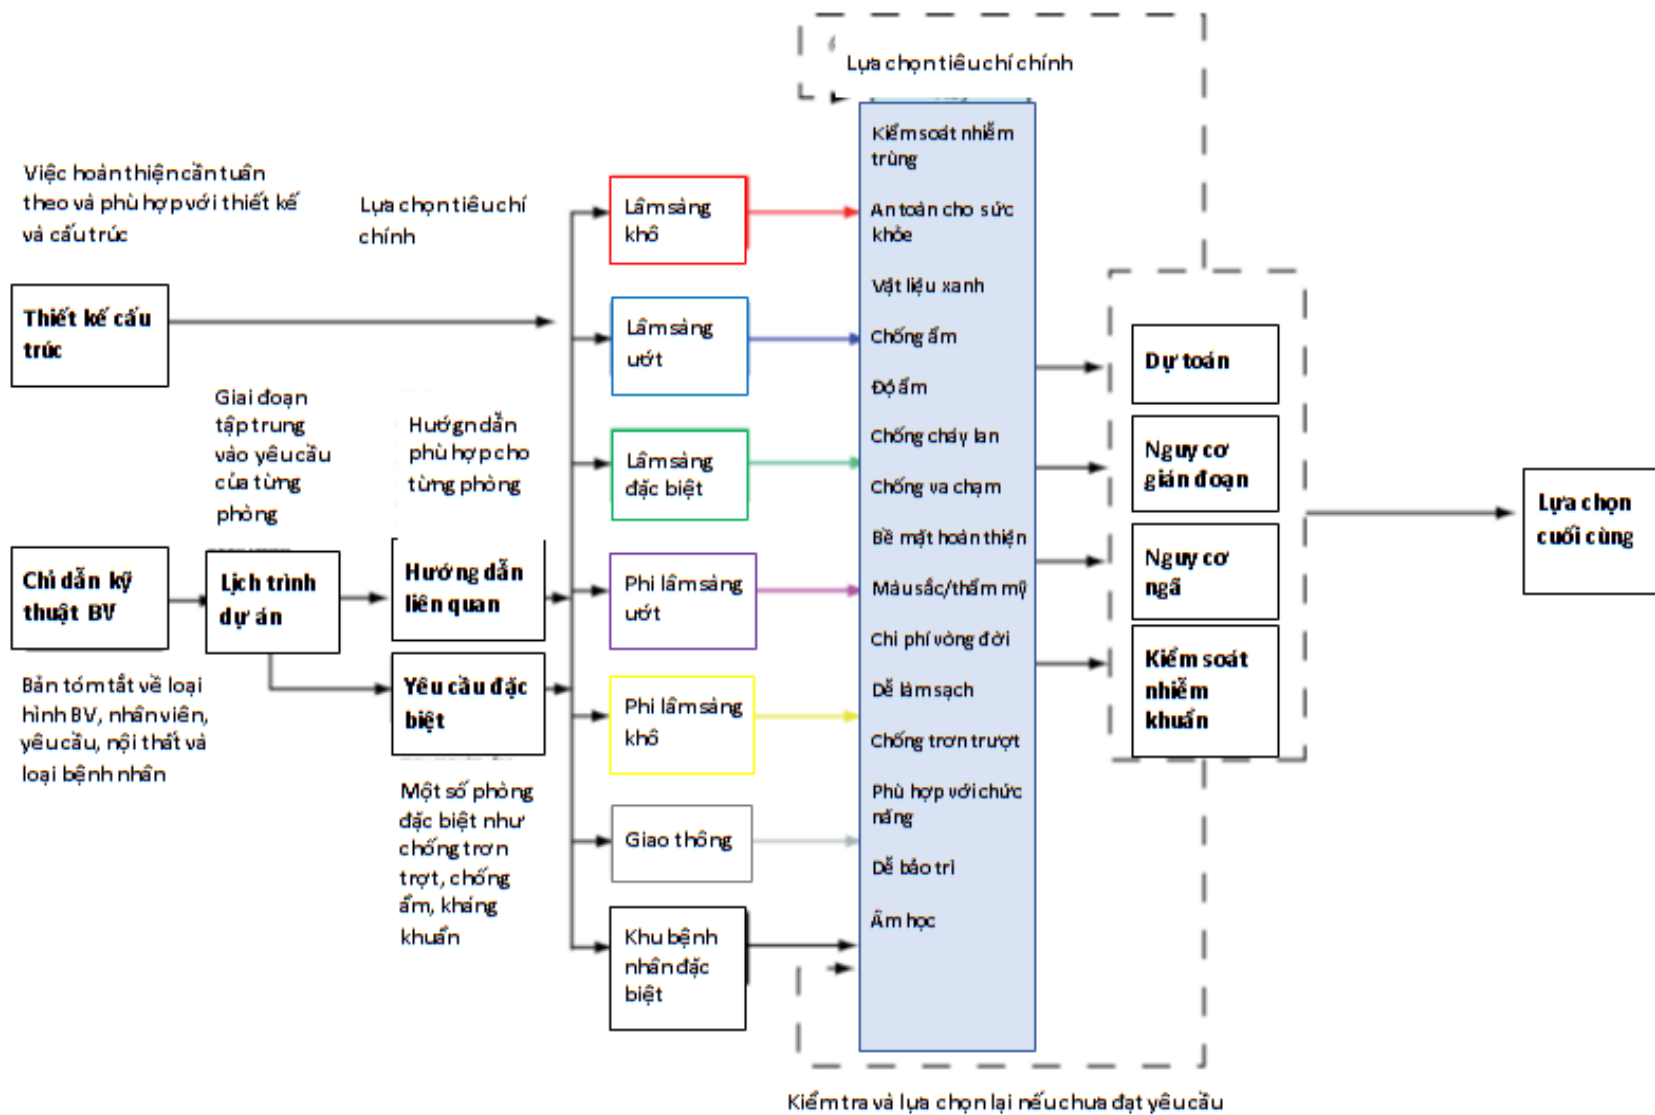 Lựa chọn tiêu chí chính
Việc hoàn thiện cần tuân
theo và phù hợp với thiết kế
và cấu trúc
Lựa chọn tiêu chí
chính
Thiết kế cấu
trúc
Giai đoạn
tập trung
vào yêu cầu
của từng
phòng
Hướgn dẫn
phù hợp cho
từng phòng
Chỉ dẫn kỹ
thuật BV
Lịch trình
dự án
Hướng dẫn
liên quan
Yêu cầu đặc
biệt
Bản tóm tắt về loại
hình BV, nhân viên,
yêu cầu, nội thất và
loại bệnh nhân
Một số phòng
đặc biệt như
chống trơn
trợt, chống
ẩm, kháng
khuẩn
Lâm sàng
khô
Lâm sàng
ướt
Lâm sàng
đặc biệt
Phi lâm sàng
ướt
Phi lâm sàng
khô
Giao thông
Khu bệnh
nhân đặc
biệt
Kiểm soát nhiễm
trùng
An toàn cho sức
khỏe
Vật liệu xanh
Chống ẩm
Độ ẩm
Chống cháy lan
Chống va chạm
Bề mặt hoàn thiện
Màu sắc/thẩm mỹ
Chi phí vòng đời
Dễ làm sạch
Chống trơn trượt
Phù hợp với chức
năng
Dễ bảo trì
Âm học
Dự toán
Nguy cơ
gián đoạn
Nguy cơ
ngã
Kiểm soát
nhiễm
khuẩn
Lựa chọn
cuối cùng
Kiểm tra và lựa chọn lại nếu chưa đạt yêu cầu